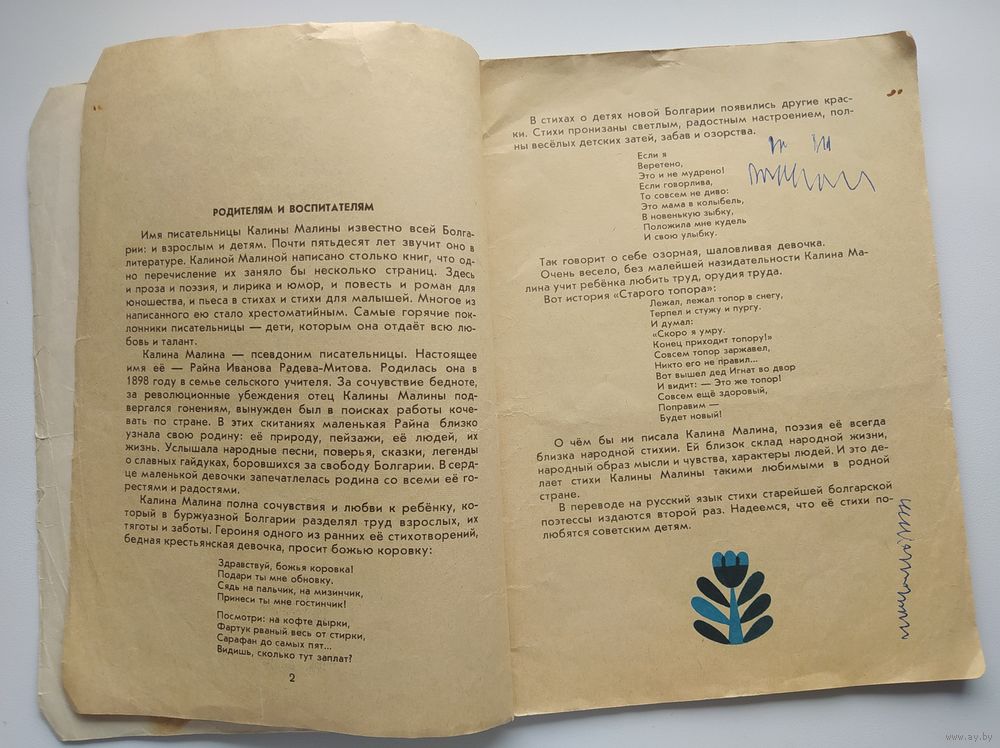 РОДИТЕЛЯМ И ВОСПИТАТЕЛЯМ
Имя писательницы Калины Малины известно всей Болга-
рии: и взрослым и детям. Почти пятьдесят лет звучит оно в
литературе. Калиной Малиной написано столько книг, что од-
но перечисление их заняло бы несколько страниц. Здесь
и проза и поэзия, и лирика и юмор, и повесть и роман для
юношества, и пьеса в стихах и стихи для малышей. Многое из
написанного ею стало хрестоматийным. Самые горячие пок-
лонники писательницы — дети, которым она отдаёт всю лю-
бовь и талант.
Калина Малина — псевдоним писательницы. Настоящее
имя её — Райна Иванова Радева-Митова. Родилась она в
1898 году в семье сельского учителя. За сочувствие бедноте,
за революционные убеждения отец Калины Малины под-
вергался гонениям, вынужден был в поисках работы коче-
вать по стране. В этих скитаниях маленькая Райна близко
узнала свою родину: её природу, пейзажи, её людей, их
жизнь. Услышала народные песни, поверья, сказки, легенды
о славных гайдуках, боровшихся за свободу Болгарии. В серд-
це маленькой девочки запечатлелась родина со всеми её го-
рестями и радостями.
Калина Малина полна сочувствия и любви к ребёнку, ко-
торый в буржуазной Болгарии разделял труд взрослых, их
тяготы и заботы. Героиня одного из ранних её стихотворений,
бедная крестьянская девочка, просит божью коровку:
Здравствуй, божья коровка!
Подари ты мне обновку.
Сядь на пальчик, на мизинчик,
Принеси ты мне гостинчик!
Посмотри: на кофте дырки,
Фартук рваный весь от стирки,
Сарафан до самых пят...
Видишь, сколько тут заплат?
2
В стихах о детях новой Болгарии появились другие крас-
ки. Стихи пронизаны светлым, радостным настроением, пол-
ны весёлых детских затей, забав и озорства.
Если я
Веретено,
Это и не мудрено!
Если говорлива,
То совсем не диво:
Это мама в колыбель,
В новенькую зыбку,
Положила мне кудель
И свою улыбку.
Так говорит о себе озорная, шаловливая девочка.
Очень весело, без малейшей назидательности Калина Ма-
лина учит ребёнка любить труд, орудия труда.
Вот история «Старого топора»:
Лежал, лежал топор в снегу,
Терпел и стужу и пургу.
И думал:
«Скоро я умру.
Конец приходит топору!»
Совсем топор заржавел,
Никто его не правил...
Вот вышел дед Игнат во двор
И видит: — Это же топор!
Совсем ещё здоровый,
Поправим —
Будет новый!
О чём бы ни писала Калина Малина, поэзия её всегда
близка народной стихии. Ей близок склад народной жизни,
народный образ мысли и чувства, характеры людей. И это де-
лает стихи Калины Малины такими любимыми в родной
стране.
В переводе на русский язык стихи старейшей болгарской
поэтессы издаются второй раз. Надеемся, что её стихи по-
любятся советским детям.
www.ay.by